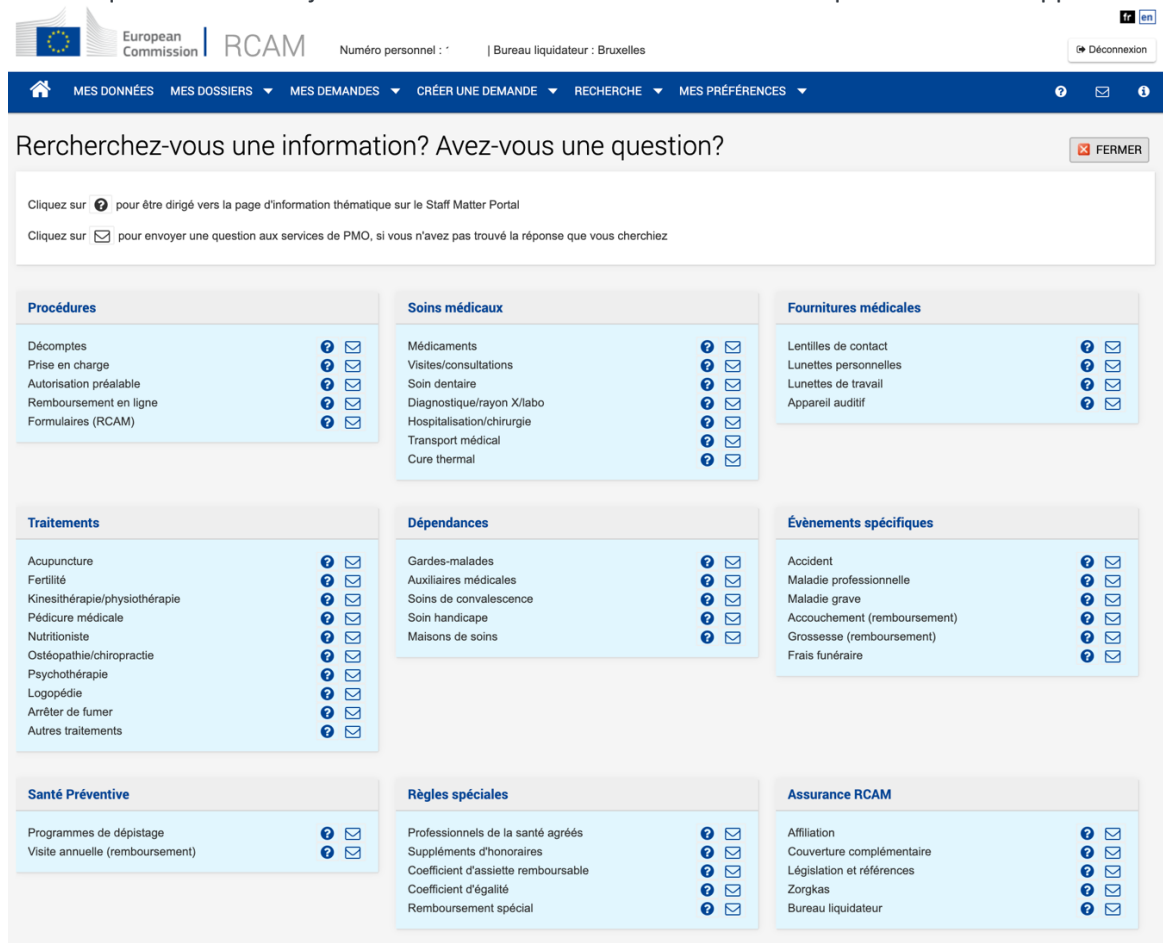 fr en
European
Commission
RCAM
Numéro personnel : | Bureau liquidateur : Bruxelles
Déconnexion
MES DONNÉES MES DOSSIERS MES DEMANDES CRÉER UNE DEMANDE RECHERCHE MES PRÉFÉRENCES
Rercherchez-vous une information? Avez-vous une question?
FERMER
Cliquez sur ? pour être dirigé vers la page d'information thématique sur le Staff Matter Portal
Cliquez sur pour envoyer une question aux services de PMO, si vous n'avez pas trouvé la réponse que vous cherchiez
Procédures
Décomptes
Prise en charge
Autorisation préalable
Remboursement en ligne
Formulaires (RCAM)
Soins médicaux
Médicaments
Visites/consultations
Soin dentaire
Diagnostique/rayon X/labo
Hospitalisation/chirurgie
Transport médical
Cure thermal
Fournitures médicales
Lentilles de contact
Lunettes personnelles
Lunettes de travail
Appareil auditif
Traitements
Acupuncture
Fertilité
Kinesithérapie/physiothérapie
Pédicure médicale
Nutritioniste
Ostéopathie/chiropractie
Psychothérapie
Logopédie
Arrêter de fumer
Autres traitements
Dépendances
Gardes-malades
Auxiliaires médicales
Soins de convalescence
Soin handicape
Maisons de soins
Évènements spécifiques
Accident
Maladie professionnelle
Maladie grave
Accouchement (remboursement)
Grossesse (remboursement)
Frais funéraire
Santé Préventive
Programmes de dépistage
Visite annuelle (remboursement)
Règles spéciales
Professionnels de la santé agréés
Suppléments d'honoraires
Coefficient d'assiette remboursable
Coefficient d'égalité
Remboursement spécial
Assurance RCAM
Affiliation
Couverture complémentaire
Législation et références
Zorgkas
Bureau liquidateur